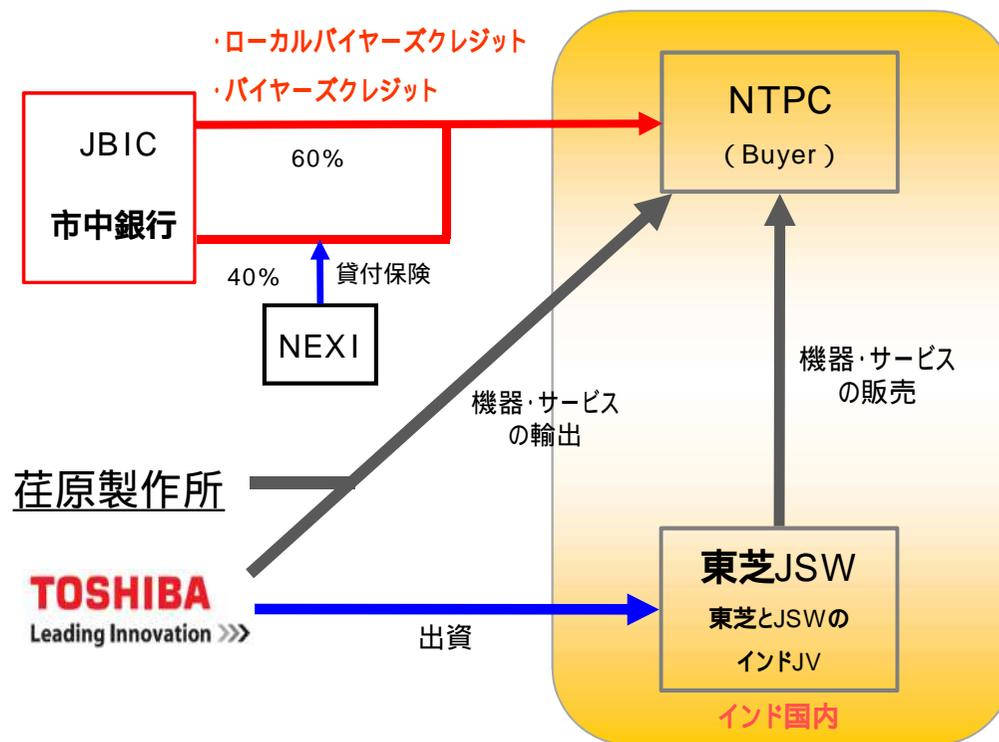 ・ローカルバイヤーズクレジット
・バイヤーズクレジット
JBIC
市中銀行
60%
40%
貸付保険
NEXI
NTPC
(Buyer)
機器・サービス
の輸出
機器・サービス
の販売
荏原製作所
TOSHIBA
Leading Innovation >>>
出資
東芝JSW
東芝とJSWの
インドJV
インド国内